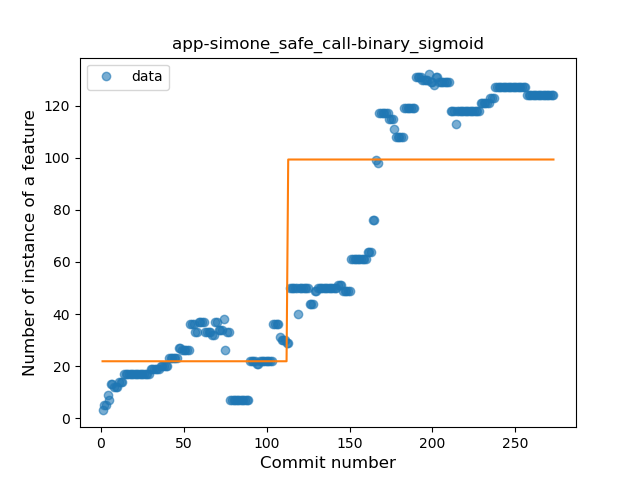 app-simone_safe_call-binary_sigmoid
data
Number of instance of a feature
120
100
80
60
40
20
0
0 50 100 150 200 250
Commit number